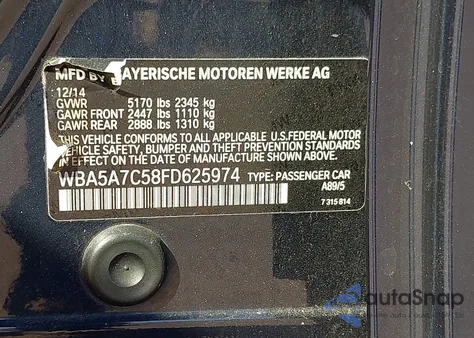 MFD BY BAYERISCHE MOTOREN WERKE AG
12/14
GVWR 5170 lbs 2345 kg
GAWR FRONT 2447 lbs 1110 kg
GAWR REAR 2888 lbs 1310 kg
THIS VEHICLE CONFORMS TO ALL APPLICABLE U.S.FEDERAL MOTOR
VEHICLE SAFETY, BUMPER, AND THEFT PREVENTION STANDARDS
IN EFFECT ON THE DATE OF MANUFACTURE SHOWN ABOVE.
WBA5A7C58FD625974 TYPE: PASSENGER CAR
A89/5
7 315 814
autoSnap